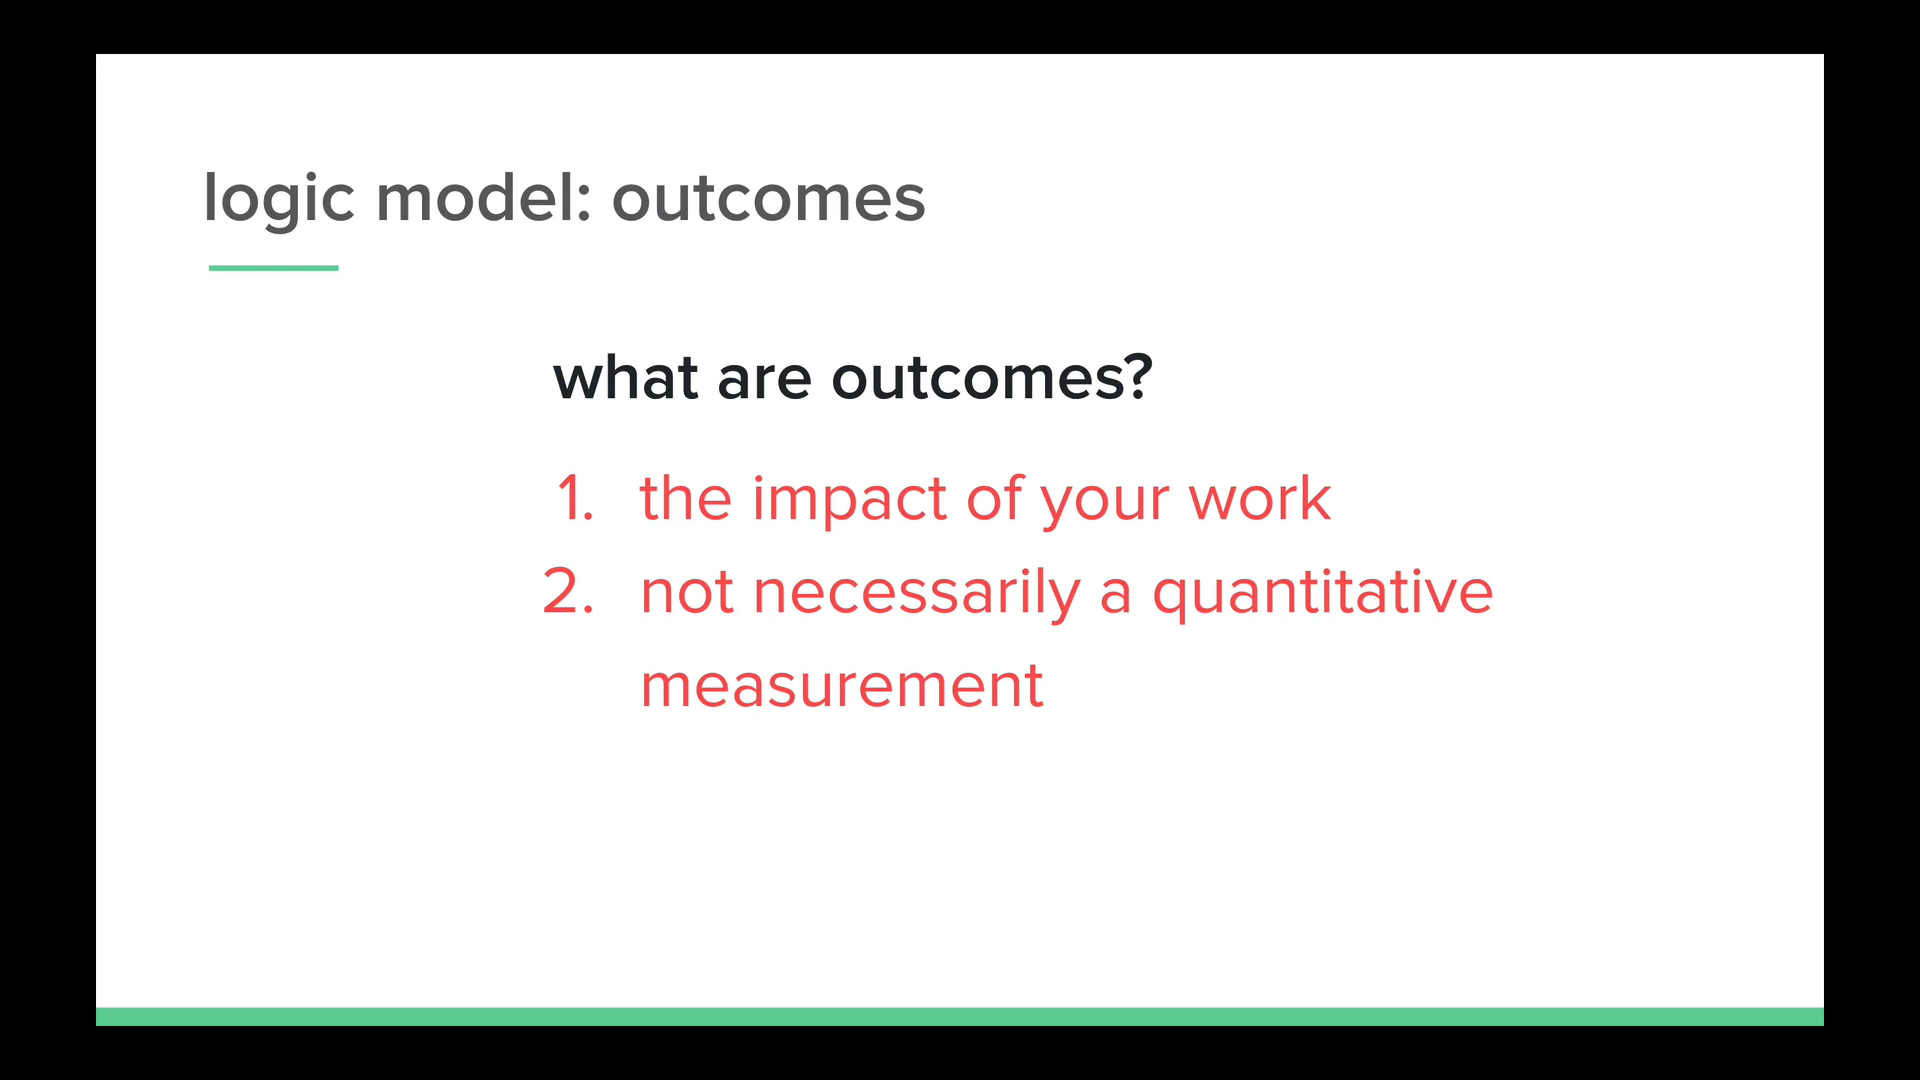 logic model: outcomes
what are outcomes?
1. the impact of your work
2. not necessarily a quantitative
measurement